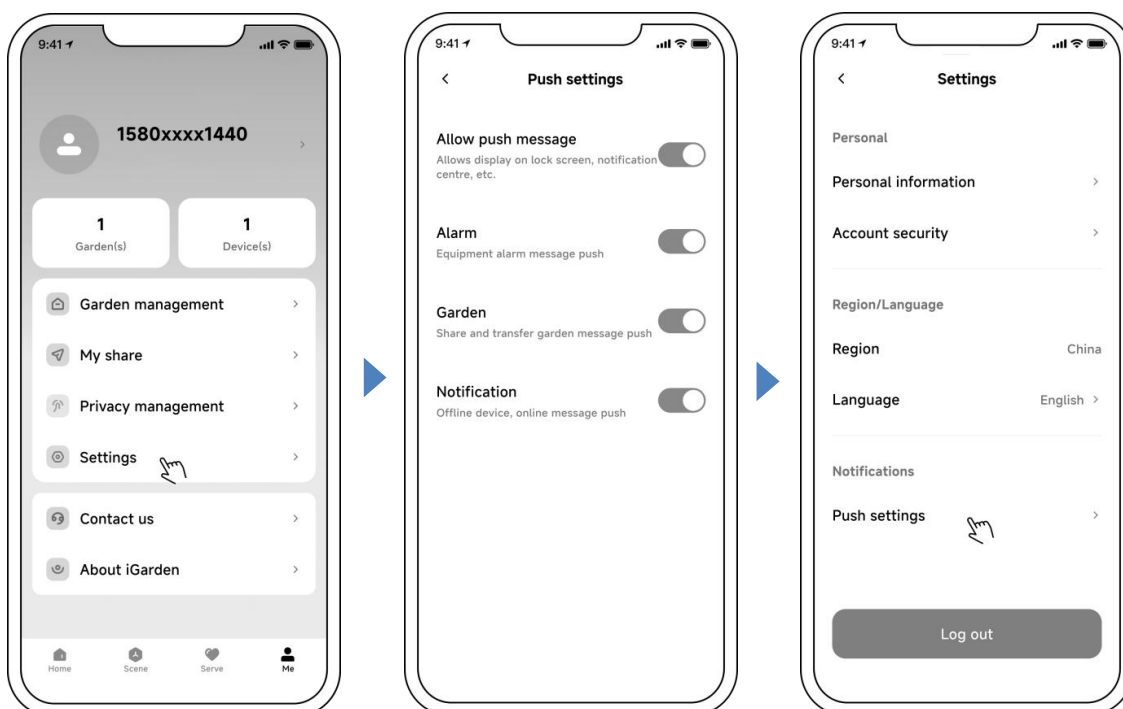 9:41
1580xxxx1440
1
Garden(s)
1
Device(s)
Garden management
My share
Privacy management
Settings
Contact us
About iGarden
Home
Scene
Serve
Me
9:41
Push settings
Allow push message
Allows display on lock screen, notification
centre, etc.
Alarm
Equipment alarm message push
Garden
Share and transfer garden message push
Notification
Offline device, online message push
9:41
Settings
Personal
Personal information
Account security
Region/Language
Region
China
Language
English
Notifications
Push settings
Log out